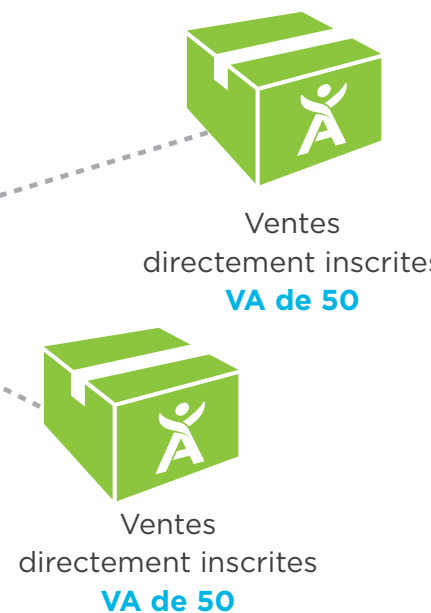 Ventes
directement inscrites
VA de 50
Ventes
directement inscrites
VA de 50